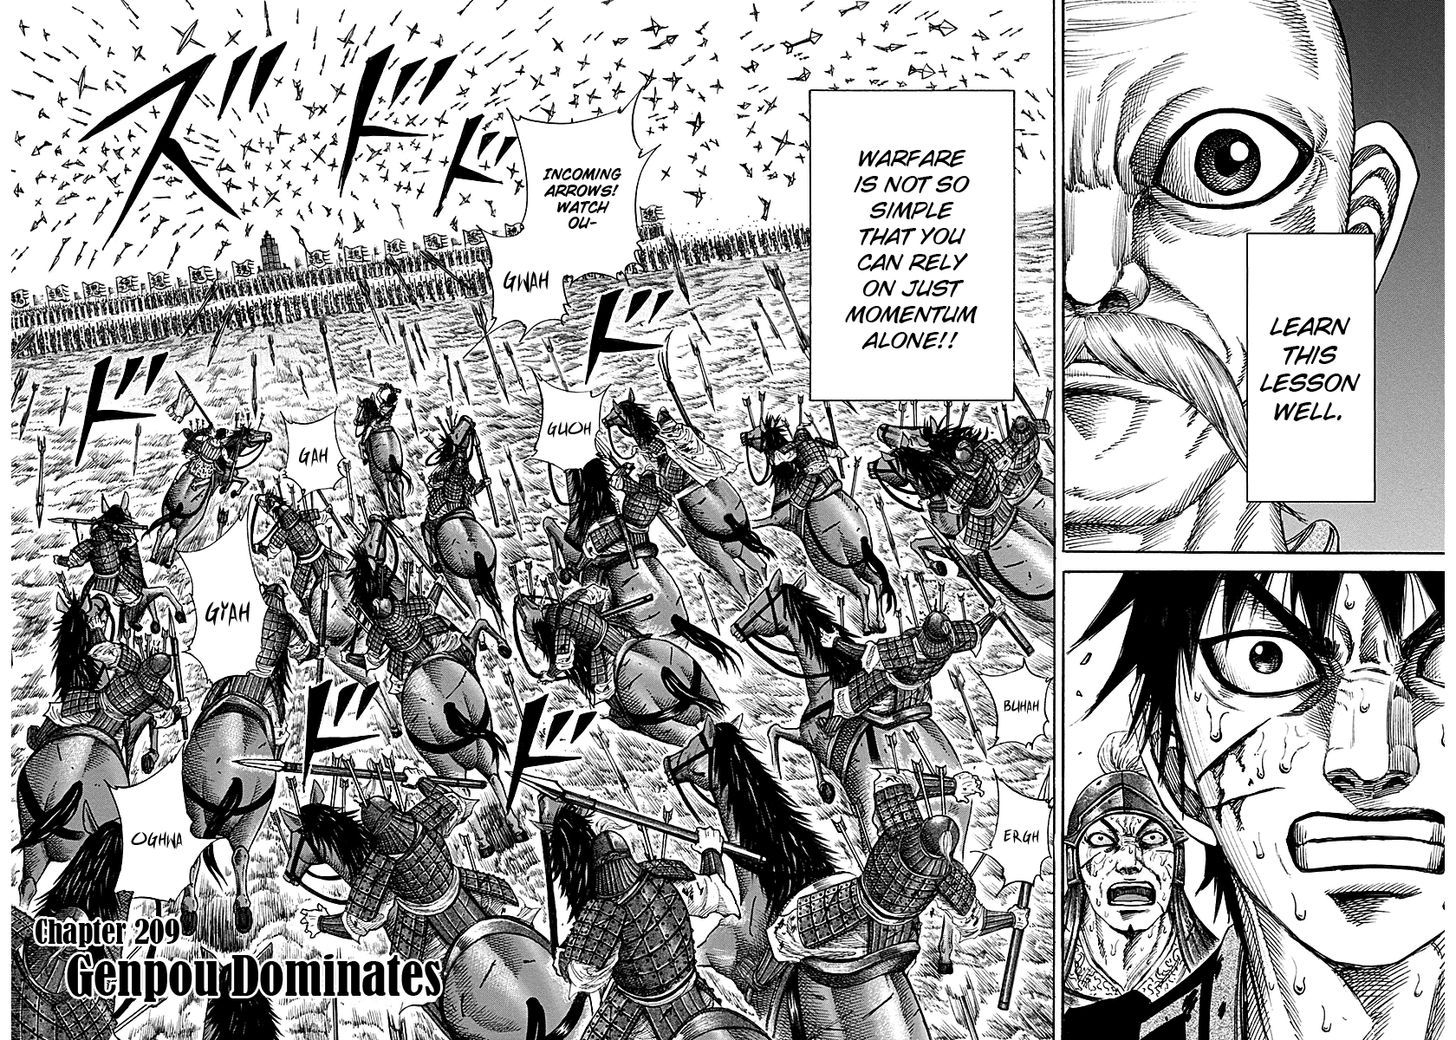 LEARN
THIS
LESSON
WELL.
WARFARE
IS NOT SO
SIMPLE
THAT YOU
CAN RELY
ON JUST
MOMENTUM
ALONE!!
INCOMING
ARROWS!
WATCH
OU-
GWAH
ズドド
ド
ド
GUOH
GAH
GYAH
BUHAH
ド
ド
ERGH
OGHWA
Chapter 209
Genpou Dominates